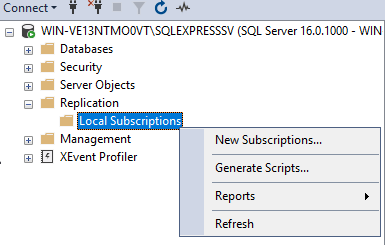 Connect
WIN-VE13NTMO0VT\SQLEXPRESSSV (SQL Server 16.0.1000 - WIN
Databases
Security
Server Objects
Replication
Local Subscriptions
Management
XEvent Profiler
New Subscriptions...
Generate Scripts...
Reports
Refresh